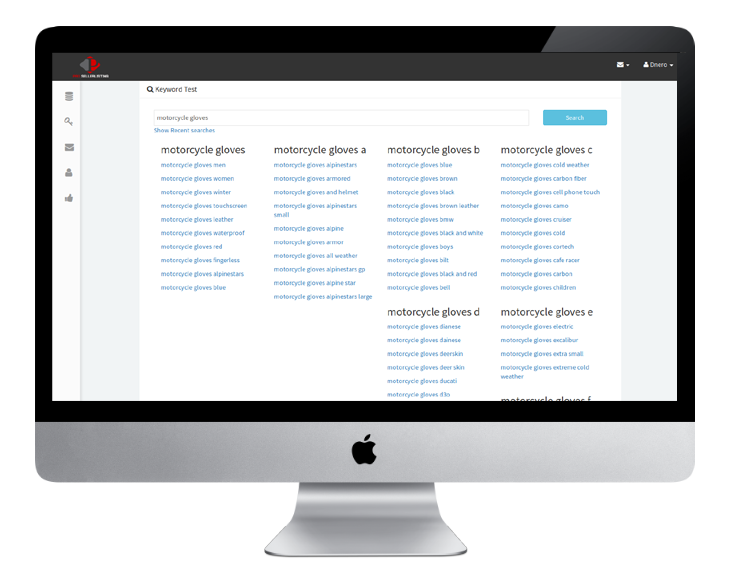 Dnero
Keyword Test
motorcycle gloves
Search
Show Recent searches
motorcycle gloves
motorcycle gloves men
motorcycle gloves women
motorcycle gloves winter
motorcycle gloves touchscreen
motorcycle gloves leather
motorcycle gloves waterproof
motorcycle gloves red
motorcycle gloves fingerless
motorcycle gloves alpinestars
motorcycle gloves blue
motorcycle gloves a
motorcycle gloves alpinestars
motorcycle gloves armored
motorcycle gloves and helmet
motorcycle gloves alpinestars
small
motorcycle gloves alpine
motorcycle gloves armor
motorcycle gloves all weather
motorcycle gloves alpinestars gp
motorcycle gloves alpine star
motorcycle gloves alpinestars large
motorcycle gloves b
motorcycle gloves blue
motorcycle gloves brown
motorcycle gloves black
motorcycle gloves brown leather
motorcycle gloves bmw
motorcycle gloves black and white
motorcycle gloves boys
motorcycle gloves bilt
motorcycle gloves black and red
motorcycle gloves bell
motorcycle gloves c
motorcycle gloves cold weather
motorcycle gloves carbon fiber
motorcycle gloves cell phone touch
motorcycle gloves camo
motorcycle gloves cruiser
motorcycle gloves cold
motorcycle gloves cortech
motorcycle gloves cafe racer
motorcycle gloves carbon
motorcycle gloves children
motorcycle gloves d
motorcycle gloves dianese
motorcycle gloves dainese
motorcycle gloves deerskin
motorcycle gloves deer skin
motorcycle gloves ducati
motorcycle gloves d3o
motorcycle gloves e
motorcycle gloves electric
motorcycle gloves excalibur
motorcycle gloves extra small
motorcycle gloves extreme cold
weather
motorcycle gloves f